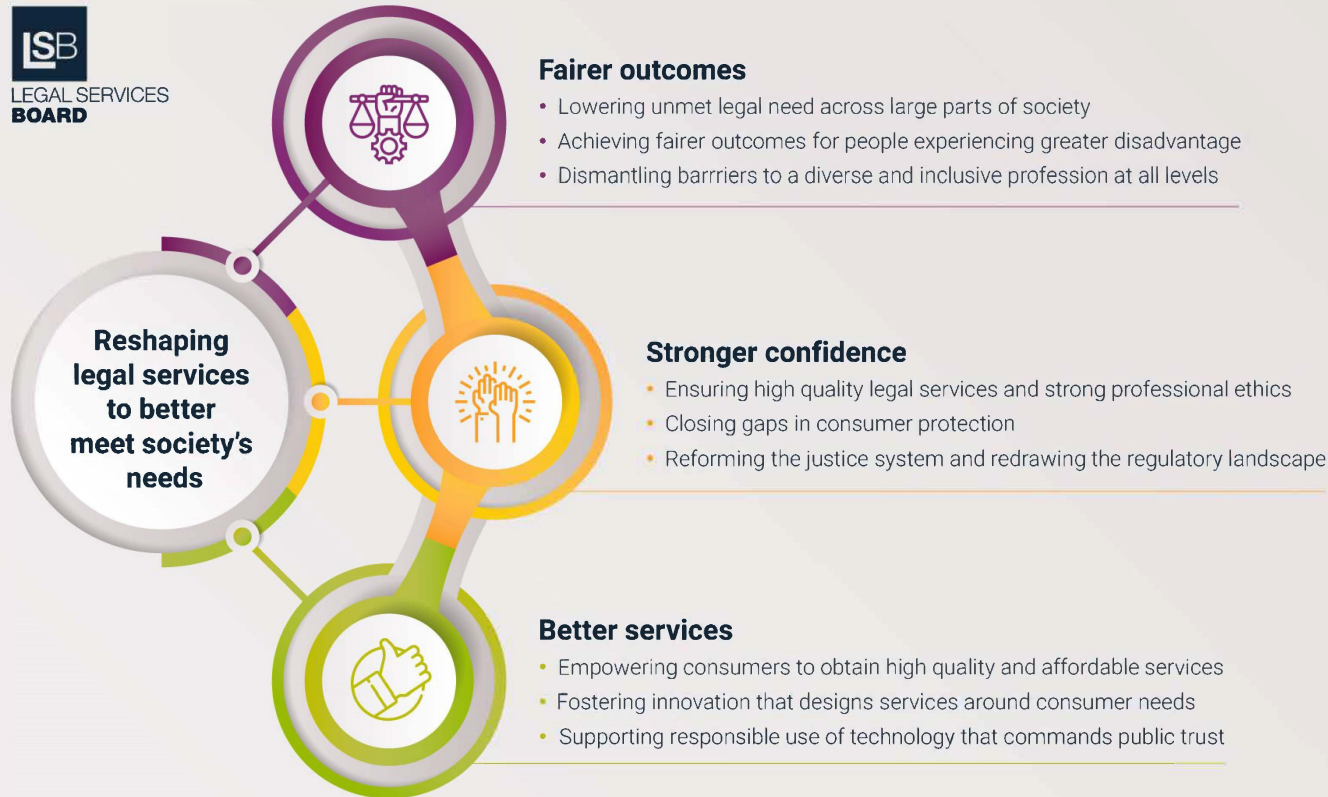 LSB
LEGAL SERVICES
BOARD
Fairer outcomes
• Lowering unmet legal need across large parts of society
• Achieving fairer outcomes for people experiencing greater disadvantage
• Dismantling barrriers to a diverse and inclusive profession at all levels
Reshaping
legal services
to better
meet society's
needs
Stronger confidence
• Ensuring high quality legal services and strong professional ethics
• Closing gaps in consumer protection
• Reforming the justice system and redrawing the regulatory landscape
Better services
• Empowering consumers to obtain high quality and affordable services
• Fostering innovation that designs services around consumer needs
• Supporting responsible use of technology that commands public trust